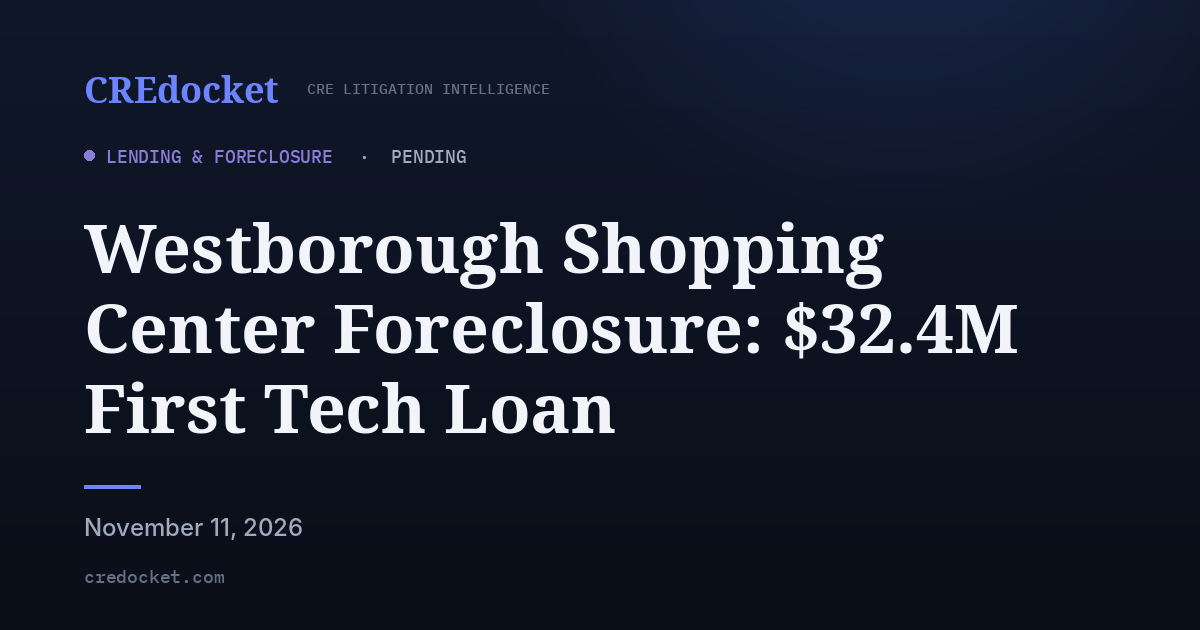 CREdocket CRE LITIGATION INTELLIGENCE
LENDING & FORECLOSURE · PENDING
Westborough Shopping
Center Foreclosure: $32.4M
First Tech Loan
November 11, 2026
credocket.com